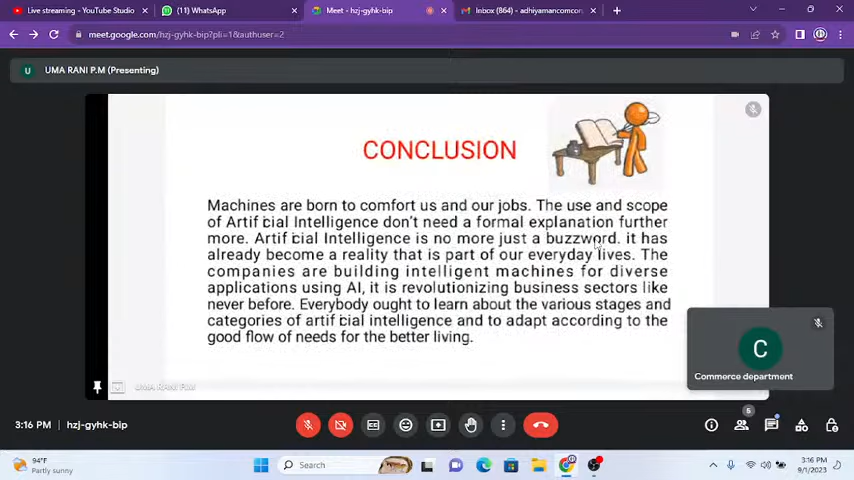 Live streaming - YouTube Studio
(11) WhatsApp
Meet - hzj-gyhk-bip
Inbox (864) - adhiyamancomcor
meet.google.com/hzj-gyhk-bip?pli=1&authuser=2
U
UMA RANI P.M (Presenting)
CONCLUSION
Machines are born to comfort us and our jobs. The use and scope
of Artificial Intelligence don't need a formal explanation further
more. Artificial Intelligence is no more just a buzzword. it has
already become a reality that is part of our everyday lives. The
companies are building intelligent machines for diverse
applications using AI, it is revolutionizing business sectors like
never before. Everybody ought to learn about the various stages and
categories of artificial intelligence and to adapt according to the
good flow of needs for the better living.
C
Commerce department
UMA RANI P.M
3:16 PM
hzj-gyhk-bip
5
94°F
Partly sunny
Search
3:16 PM
9/1/2023